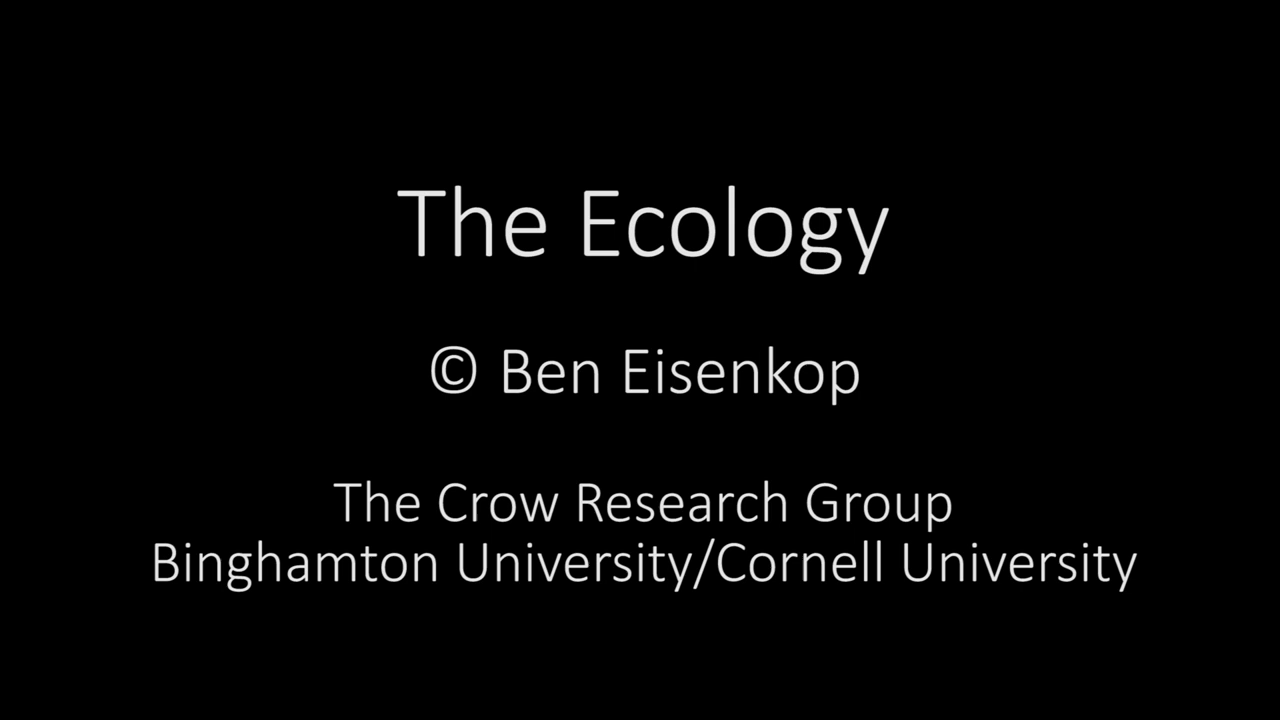 The Ecology
© Ben Eisenkop
The Crow Research Group
Binghamton University/Cornell University